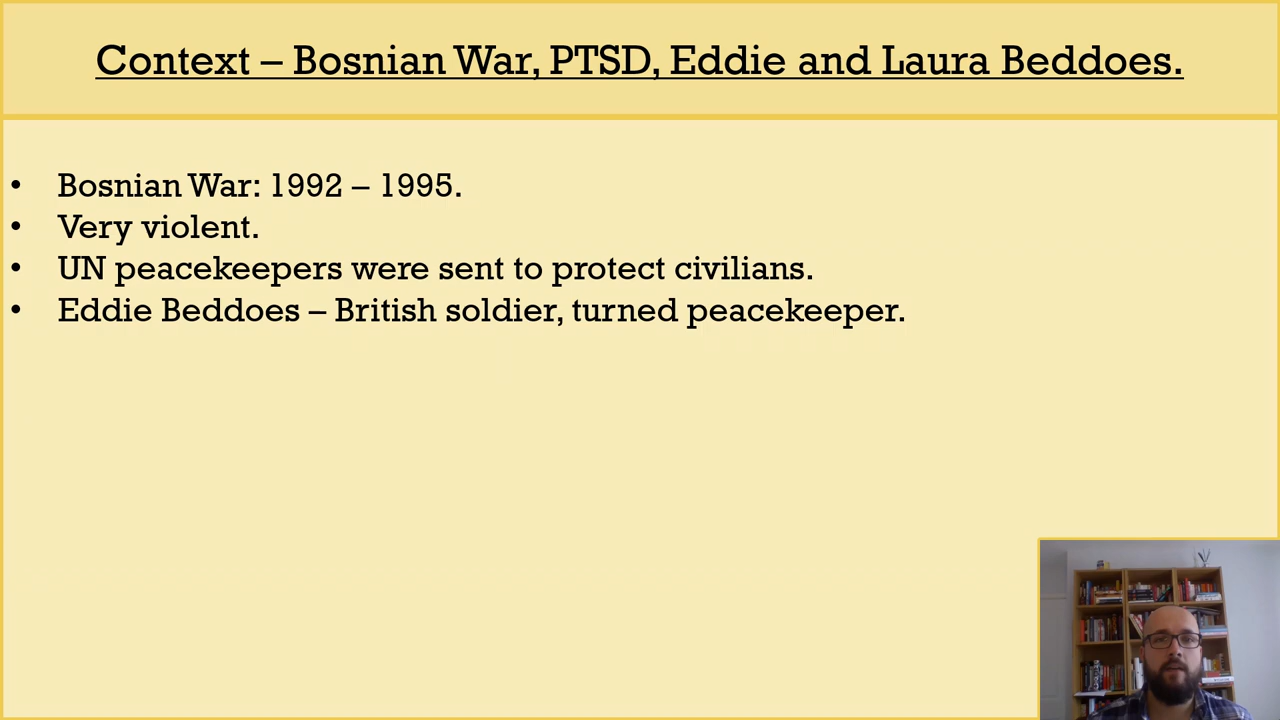 Context – Bosnian War, PTSD, Eddie and Laura Beddoes.
• Bosnian War: 1992 – 1995.
• Very violent.
• UN peacekeepers were sent to protect civilians.
• Eddie Beddoes – British soldier, turned peacekeeper.